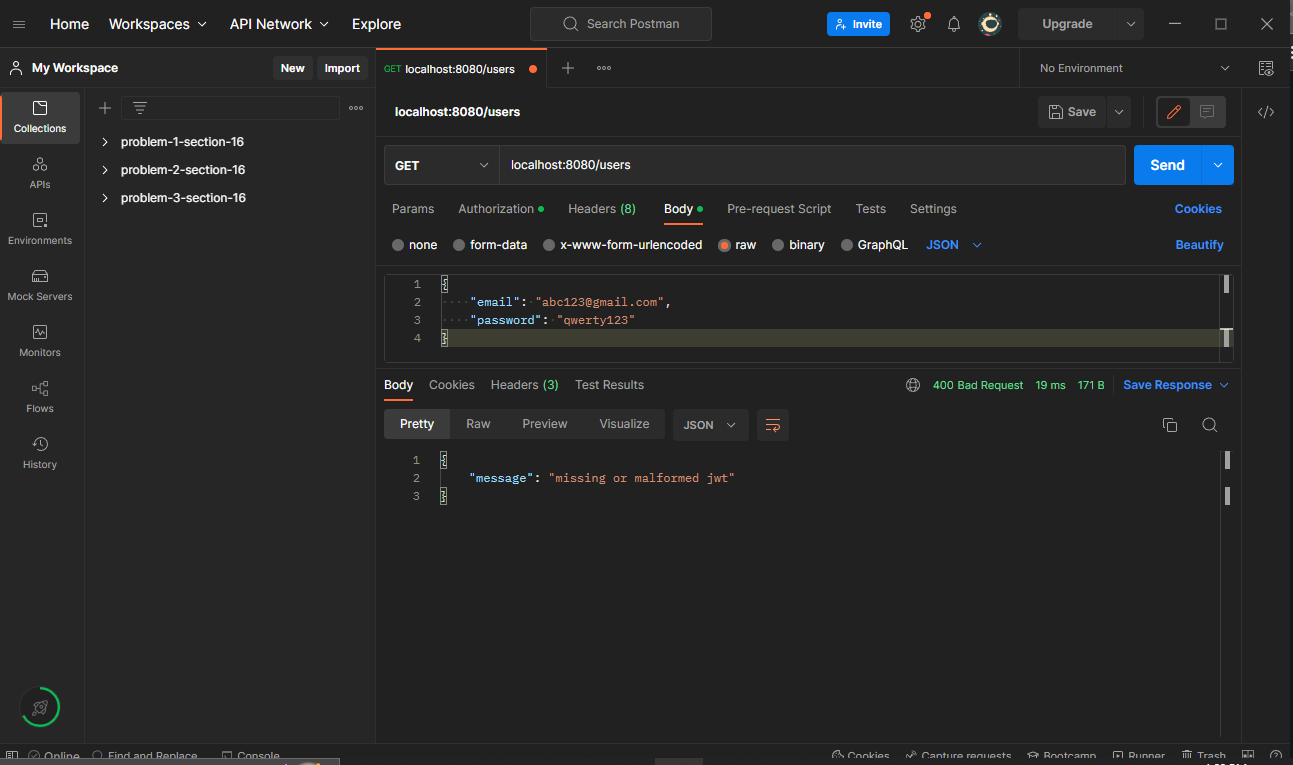 Home Workspaces API Network Explore Search Postman Invite Upgrade
My Workspace New Import GET localhost:8080/users No Environment
Collections
APIs
Environments
Mock Servers
Monitors
Flows
History
problem-1-section-16
problem-2-section-16
problem-3-section-16
localhost:8080/users Save </>
GET localhost:8080/users Send
Params Authorization Headers (8) Body Pre-request Script Tests Settings Cookies
none form-data x-www-form-urlencoded raw binary GraphQL JSON Beautify
1 {
2 "email": "abc123@gmail.com",
3 "password": "qwerty123"
4 }
Body Cookies Headers (3) Test Results 400 Bad Request 19 ms 171 B Save Response
Pretty Raw Preview Visualize JSON
1 {
2 "message": "missing or malformed jwt"
3 }
Online Find and Replace Console Cookies Capture requests Bootcamp Runner Trash